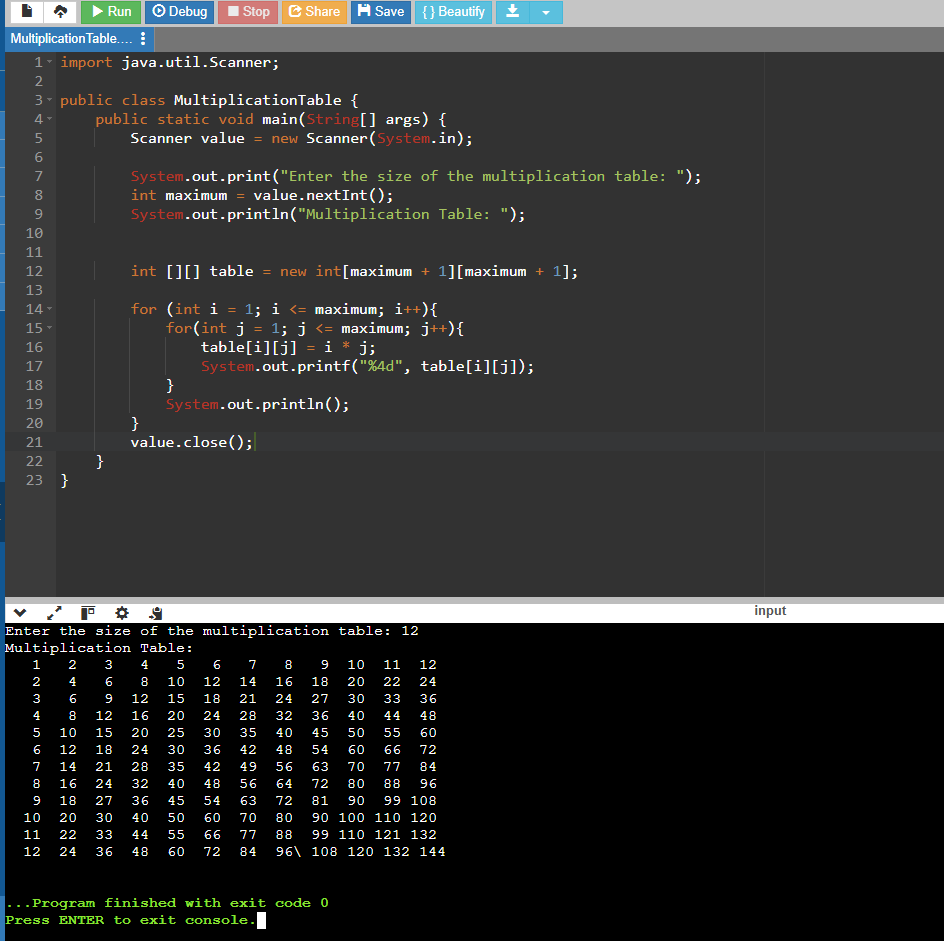 Run Debug Stop Share Save { } Beautify
MultiplicationTable....
1 import java.util.Scanner;
2
3 public class MultiplicationTable {
4     public static void main(String[] args) {
5         Scanner value = new Scanner(System.in);
6
7         System.out.print("Enter the size of the multiplication table: ");
8         int maximum = value.nextInt();
9         System.out.println("Multiplication Table: ");
10
11
12         int [][] table = new int[maximum + 1][maximum + 1];
13
14         for (int i = 1; i <= maximum; i++){
15             for(int j = 1; j <= maximum; j++){
16                 table[i][j] = i * j;
17                 System.out.printf("%4d", table[i][j]);
18             }
19             System.out.println();
20         }
21         value.close();
22     }
23 }
input
Enter the size of the multiplication table: 12
Multiplication Table:
   1   2   3   4   5   6   7   8   9  10  11  12
   2   4   6   8  10  12  14  16  18  20  22  24
   3   6   9  12  15  18  21  24  27  30  33  36
   4   8  12  16  20  24  28  32  36  40  44  48
   5  10  15  20  25  30  35  40  45  50  55  60
   6  12  18  24  30  36  42  48  54  60  66  72
   7  14  21  28  35  42  49  56  63  70  77  84
   8  16  24  32  40  48  56  64  72  80  88  96
   9  18  27  36  45  54  63  72  81  90  99 108
  10  20  30  40  50  60  70  80  90 100 110 120
  11  22  33  44  55  66  77  88  99 110 121 132
  12  24  36  48  60  72  84  96\ 108 120 132 144
...Program finished with exit code 0
Press ENTER to exit console.